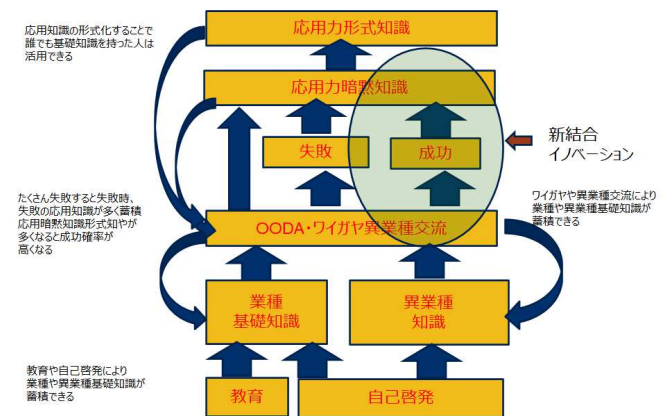 応用力形式知識
応用知識の形式化することで
誰でも基礎知識を持った人は
活用できる
応用力暗黙知識
失敗
成功
新結合
イノベーション
たくさん失敗すると失敗時、
失敗の応用知識が多く蓄積
応用暗黙知識形式知やが
多くなると成功確率が
高くなる
OODA・ワイガヤ異業種交流
ワイガヤや異業種交流により
業種や異業種基礎知識が
蓄積できる
業種
基礎知識
異業種
知識
教育や自己啓発により
業種や異業種基礎知識が
蓄積できる
教育
自己啓発